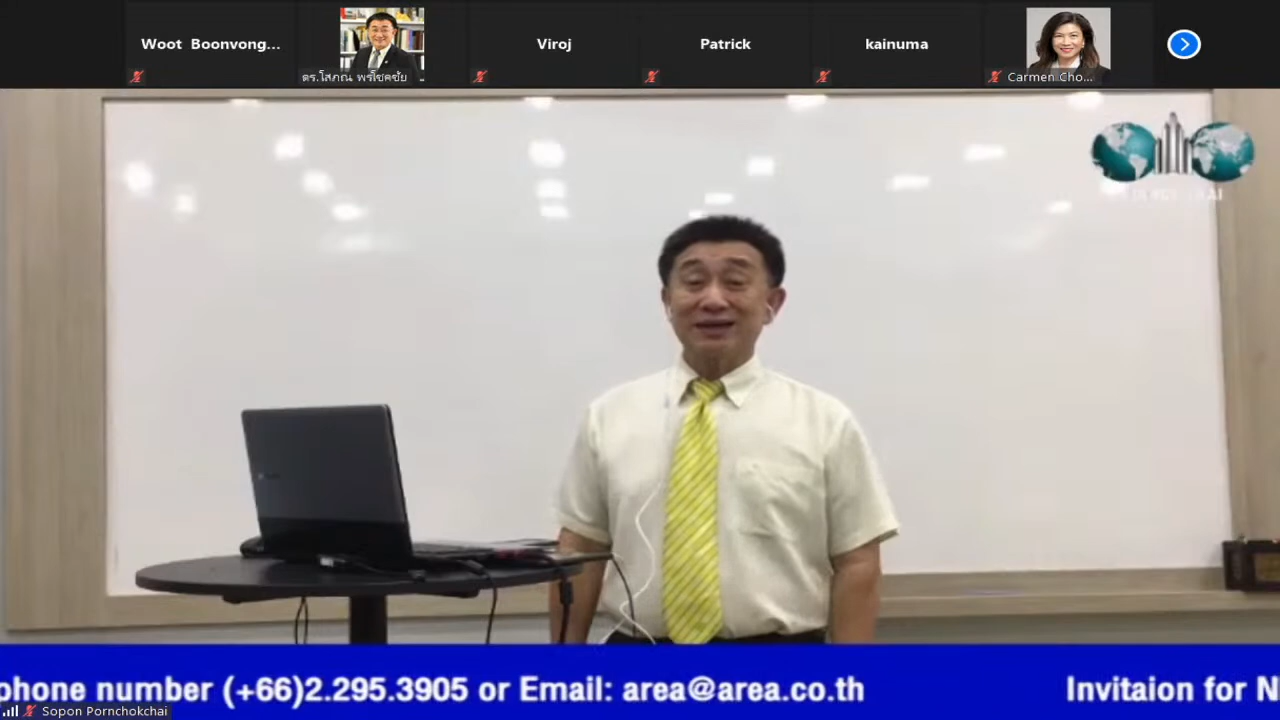 Woot Boonvong...
ดร.โสภณ พรโชคชัย ...
Viroj
Patrick
kainuma
Carmen Cho...
phone number (+66)2.295.3905 or Email: area@area.co.th
Invitaion for N
Sopon Pornchokchai